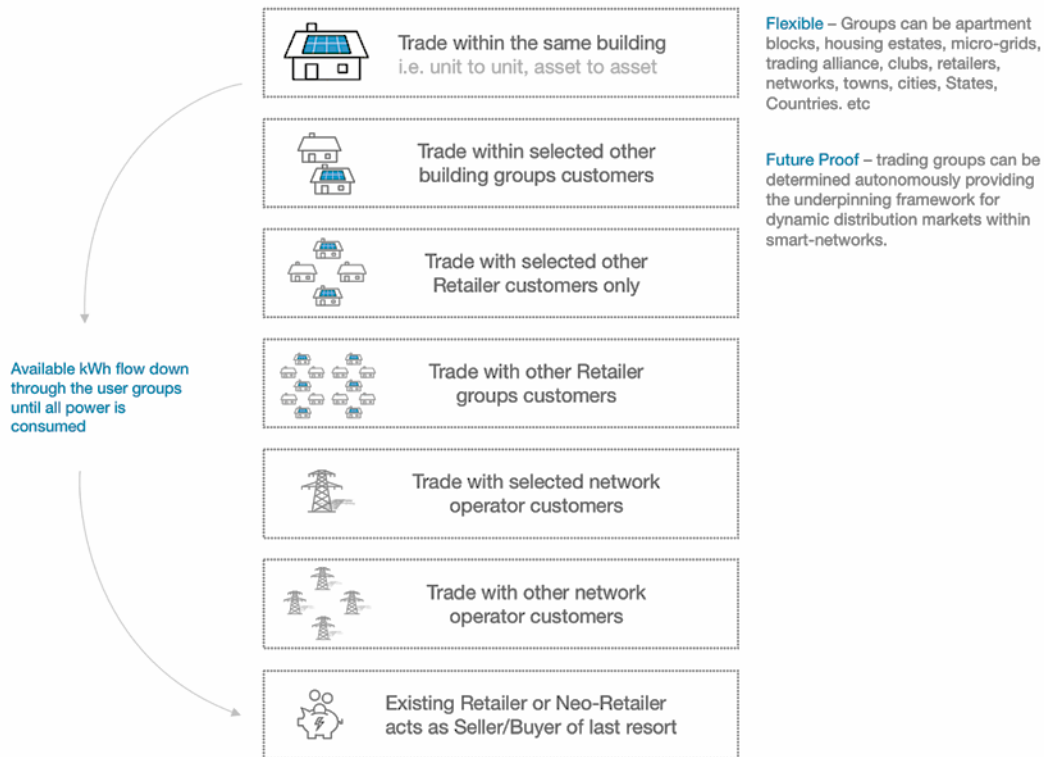 Trade within the same building
i.e. unit to unit, asset to asset
Trade within selected other
building groups customers
Trade with selected other
Retailer customers only
Trade with other Retailer
groups customers
Trade with selected network
operator customers
Trade with other network
operator customers
Existing Retailer or Neo-Retailer
acts as Seller/Buyer of last resort
Available kWh flow down
through the user groups
until all power is
consumed
Flexible – Groups can be apartment
blocks, housing estates, micro-grids,
trading alliance, clubs, retailers,
networks, towns, cities, States,
Countries. etc
Future Proof – trading groups can be
determined autonomously providing
the underpinning framework for
dynamic distribution markets within
smart-networks.